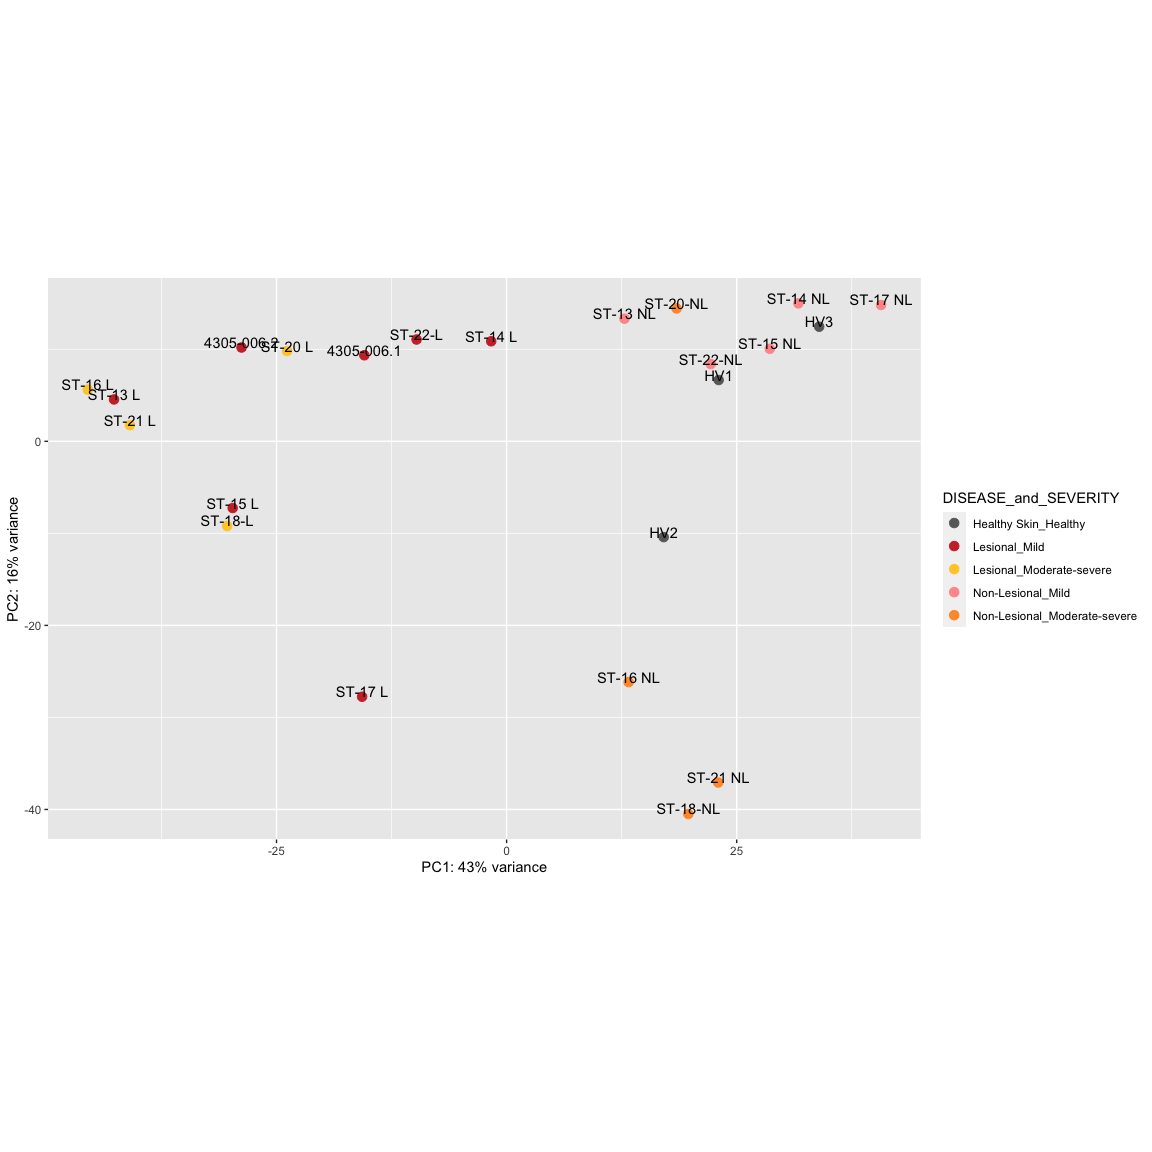 ST-14 NL
ST-17 NL
ST-20-NL
ST-13 NL
HV3
ST-22-L
ST-14 L
4305-006.2
ST-20 L
4305-006.1
ST-15 NL
ST-22-NL
HV1
ST-16 L
ST-13 L
ST-21 L
0
ST-15 L
ST-18-L
HV2
-20
ST-16 NL
ST-17 L
ST-21 NL
ST-18-NL
-40
-25
0
25
PC1: 43% variance
PC2: 16% variance
DISEASE_and_SEVERITY
Healthy Skin_Healthy
Lesional_Mild
Lesional_Moderate-severe
Non-Lesional_Mild
Non-Lesional_Moderate-severe